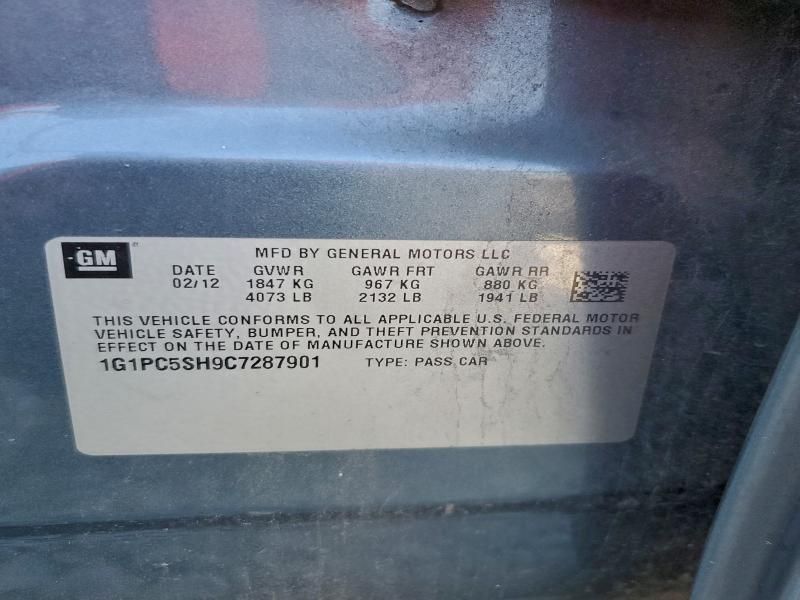 GM
MFD BY GENERAL MOTORS LLC
DATE GVWR GAWR FRT GAWR RR
02/12 1847 KG 967 KG 880 KG
4073 LB 2132 LB 1941 LB
THIS VEHICLE CONFORMS TO ALL APPLICABLE U.S. FEDERAL MOTOR
VEHICLE SAFETY, BUMPER, AND THEFT PREVENTION STANDARDS IN
EFFECT ON THE DATE OF MANUFACTURE SHOWN ABOVE.
1G1PC5SH9C7287901 TYPE: PASS CAR